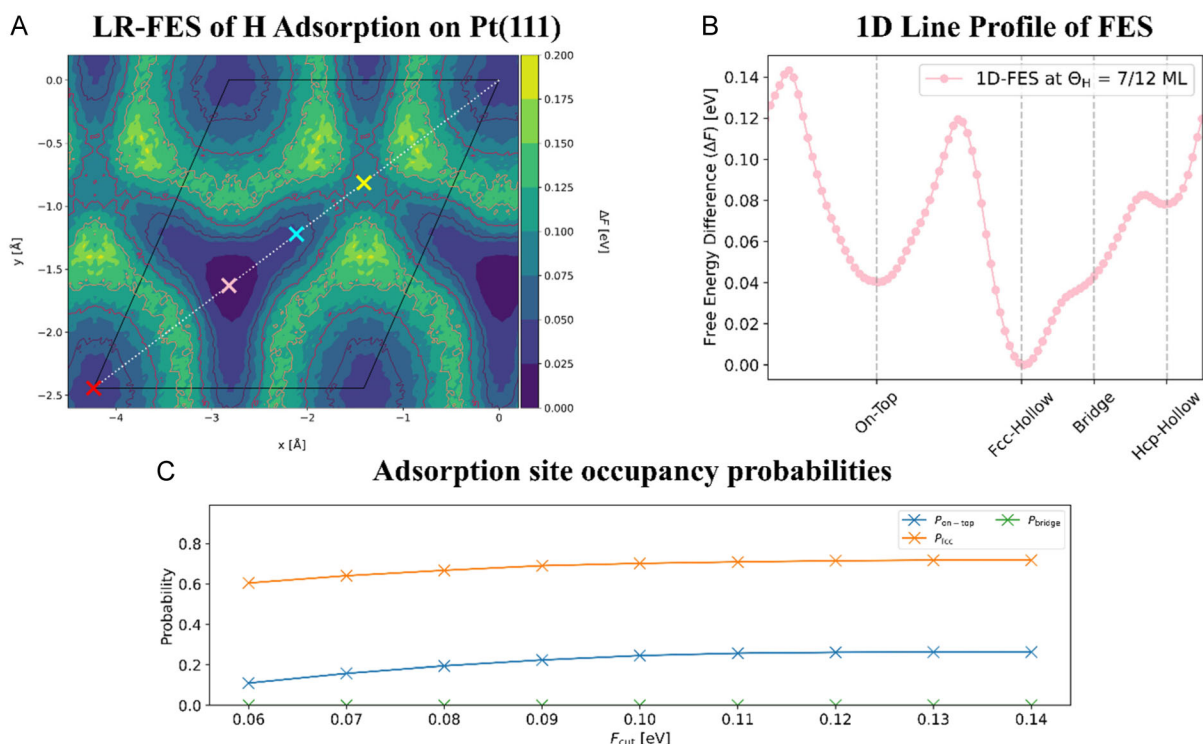 A
LR-FES of H Adsorption on Pt(111)
0.0
−0.5
−1.0
−1.5
−2.0
−2.5
y [Å]
−4
−3
−2
−1
0
x [Å]
0.200
0.175
0.150
0.125
0.100
0.075
0.050
0.025
0.000
ΔF [eV]
B
1D Line Profile of FES
1D-FES at Θ_H = 7/12 ML
0.14
0.12
0.10
0.08
0.06
0.04
0.02
0.00
Free Energy Difference (ΔF) [eV]
On-Top
Fcc-Hollow
Bridge
Hcp-Hollow
C
Adsorption site occupancy probabilities
P_on−top
P_bridge
P_fcc
0.8
0.6
0.4
0.2
0.0
Probability
0.06
0.07
0.08
0.09
0.10
0.11
0.12
0.13
0.14
F_cut [eV]